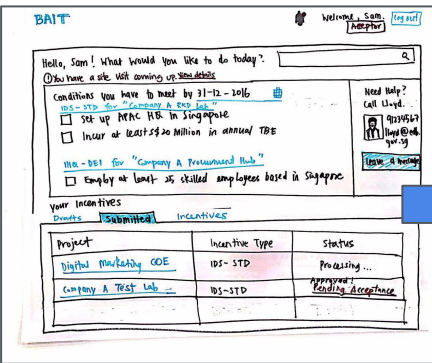 BAIT
Welcome, Sam. Log out
Acceptor
Hello, Sam! What would you like to do today?
You have a site visit coming up. View details
Conditions you have to meet by 31-12-2016
IDS-STD for "Company A R&D Lab"
Set up APAC HQ in Singapore
Incur at least S$20 Million in annual TBE
IHQ-DEI for "Company A Procurement Hub"
Employ at least 25 skilled employees based in Singapore
Need Help?
Call Lloyd.
91234567
lloyd@edb.
gov.sg
Leave a message
Your Incentives
Drafts Submitted Incentives
Project Incentive Type Status
Digital Marketing COE IDS-STD Processing...
Company A Test Lab IDS-STD Approved!
Pending Acceptance